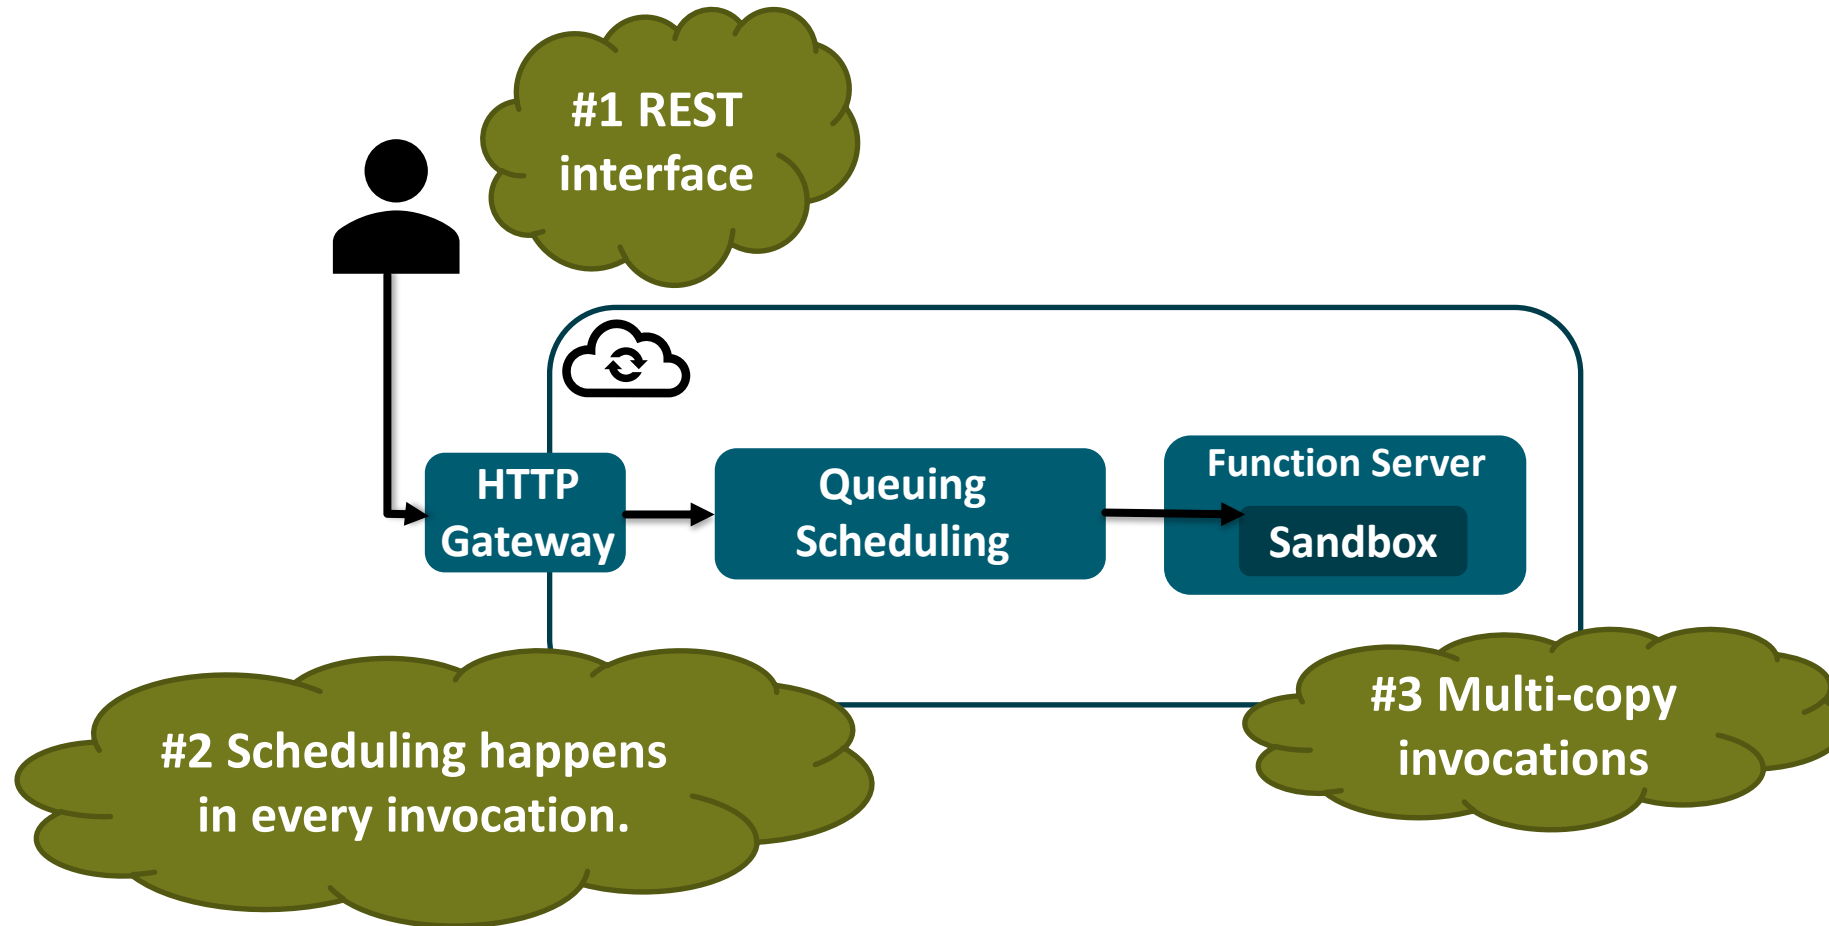 #1 REST
interface
HTTP
Gateway
Queuing
Scheduling
Function Server
Sandbox
#2 Scheduling happens
in every invocation.
#3 Multi-copy
invocations